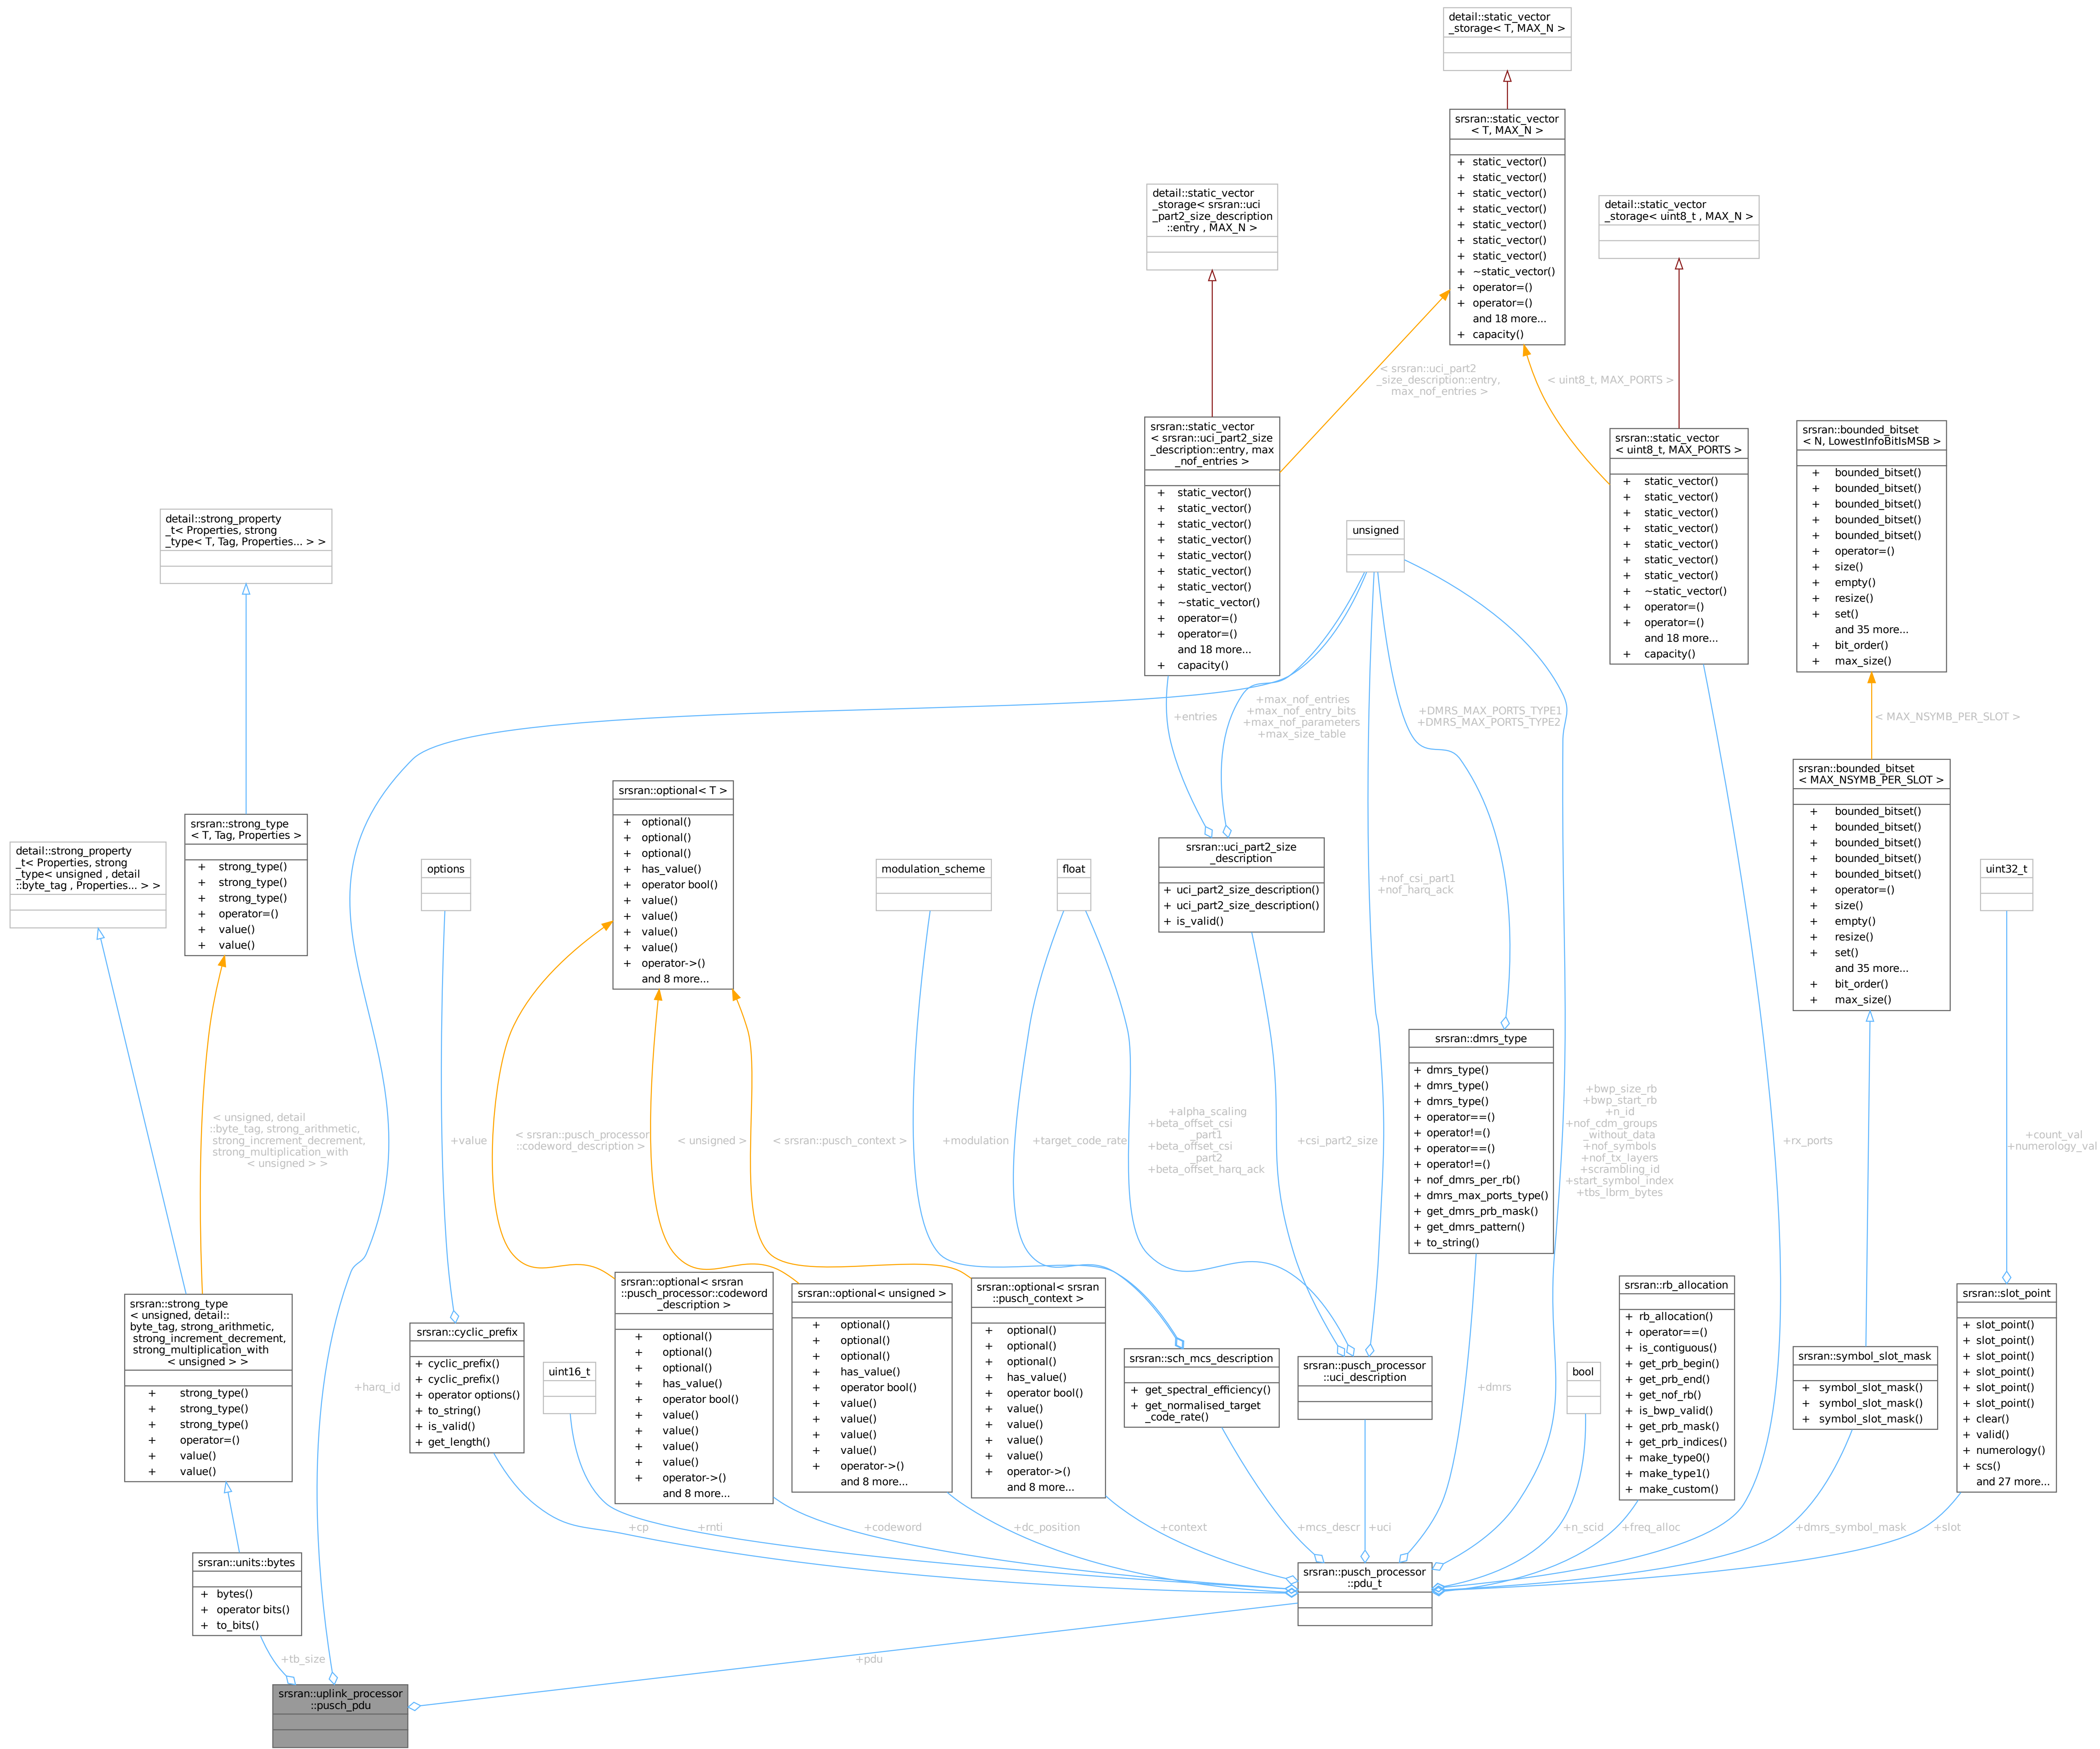 detail::static_vector
_storage< T, MAX_N >
srsran::static_vector
< T, MAX_N >
+ static_vector()
+ static_vector()
+ static_vector()
+ static_vector()
+ static_vector()
+ static_vector()
+ static_vector()
+ ~static_vector()
+ operator=()
+ operator=()
and 18 more...
+ capacity()
detail::static_vector
_storage< srsran::uci
_part2_size_description
::entry , MAX_N >
detail::static_vector
_storage< uint8_t , MAX_N >
< srsran::uci_part2
_size_description::entry,
max_nof_entries >
< uint8_t, MAX_PORTS >
srsran::static_vector
< srsran::uci_part2_size
_description::entry, max
_nof_entries >
+ static_vector()
+ static_vector()
+ static_vector()
+ static_vector()
+ static_vector()
+ static_vector()
+ static_vector()
+ ~static_vector()
+ operator=()
+ operator=()
and 18 more...
+ capacity()
srsran::static_vector
< uint8_t, MAX_PORTS >
+ static_vector()
+ static_vector()
+ static_vector()
+ static_vector()
+ static_vector()
+ static_vector()
+ static_vector()
+ ~static_vector()
+ operator=()
+ operator=()
and 18 more...
+ capacity()
srsran::bounded_bitset
< N, LowestInfoBitIsMSB >
+ bounded_bitset()
+ bounded_bitset()
+ bounded_bitset()
+ bounded_bitset()
+ bounded_bitset()
+ operator=()
+ size()
+ empty()
+ resize()
+ set()
and 35 more...
+ bit_order()
+ max_size()
detail::strong_property
_t< Properties, strong
_type< T, Tag, Properties... > >
unsigned
+entries
+max_nof_entries
+max_nof_entry_bits
+max_nof_parameters
+max_size_table
+DMRS_MAX_PORTS_TYPE1
+DMRS_MAX_PORTS_TYPE2
< MAX_NSYMB_PER_SLOT >
srsran::bounded_bitset
< MAX_NSYMB_PER_SLOT >
+ bounded_bitset()
+ bounded_bitset()
+ bounded_bitset()
+ bounded_bitset()
+ bounded_bitset()
+ operator=()
+ size()
+ empty()
+ resize()
+ set()
and 35 more...
+ bit_order()
+ max_size()
srsran::strong_type
< T, Tag, Properties >
+ strong_type()
+ strong_type()
+ strong_type()
+ operator=()
+ value()
+ value()
detail::strong_property
_t< Properties, strong
_type< unsigned , detail
::byte_tag , Properties... > >
options
srsran::optional< T >
+ optional()
+ optional()
+ optional()
+ has_value()
+ operator bool()
+ value()
+ value()
+ value()
+ value()
+ operator->()
and 8 more...
modulation_scheme
float
srsran::uci_part2_size
_description
+ uci_part2_size_description()
+ uci_part2_size_description()
+ is_valid()
+nof_csi_part1
+nof_harq_ack
uint32_t
srsran::dmrs_type
+ dmrs_type()
+ dmrs_type()
+ dmrs_type()
+ operator==()
+ operator!=()
+ operator==()
+ operator!=()
+ nof_dmrs_per_rb()
+ dmrs_max_ports_type()
+ get_dmrs_prb_mask()
+ get_dmrs_pattern()
+ to_string()
< unsigned, detail
::byte_tag, strong_arithmetic,
strong_increment_decrement,
strong_multiplication_with
< unsigned > >
+value
< srsran::pusch_processor
::codeword_description >
< unsigned >
< srsran::pusch_context >
+modulation
+target_code_rate
+alpha_scaling
+beta_offset_csi
_part1
+beta_offset_csi
_part2
+beta_offset_harq_ack
+csi_part2_size
+bwp_size_rb
+bwp_start_rb
+n_id
+nof_cdm_groups
_without_data
+nof_symbols
+nof_tx_layers
+scrambling_id
+start_symbol_index
+tbs_lbrm_bytes
+rx_ports
+count_val
+numerology_val
srsran::strong_type
< unsigned, detail::
byte_tag, strong_arithmetic,
strong_increment_decrement,
strong_multiplication_with
< unsigned > >
+ strong_type()
+ strong_type()
+ strong_type()
+ operator=()
+ value()
+ value()
+harq_id
srsran::cyclic_prefix
+ cyclic_prefix()
+ cyclic_prefix()
+ operator options()
+ to_string()
+ is_valid()
+ get_length()
uint16_t
srsran::optional< srsran
::pusch_processor::codeword
_description >
+ optional()
+ optional()
+ optional()
+ has_value()
+ operator bool()
+ value()
+ value()
+ value()
+ value()
+ operator->()
and 8 more...
srsran::optional< unsigned >
+ optional()
+ optional()
+ optional()
+ has_value()
+ operator bool()
+ value()
+ value()
+ value()
+ value()
+ operator->()
and 8 more...
srsran::optional< srsran
::pusch_context >
+ optional()
+ optional()
+ optional()
+ has_value()
+ operator bool()
+ value()
+ value()
+ value()
+ value()
+ operator->()
and 8 more...
srsran::sch_mcs_description
+ get_spectral_efficiency()
+ get_normalised_target
_code_rate()
srsran::pusch_processor
::uci_description
+dmrs
bool
srsran::rb_allocation
+ rb_allocation()
+ operator==()
+ is_contiguous()
+ get_prb_begin()
+ get_prb_end()
+ get_nof_rb()
+ is_bwp_valid()
+ get_prb_mask()
+ get_prb_indices()
+ make_type0()
+ make_type1()
+ make_custom()
srsran::symbol_slot_mask
+ symbol_slot_mask()
+ symbol_slot_mask()
+ symbol_slot_mask()
srsran::slot_point
+ slot_point()
+ slot_point()
+ slot_point()
+ slot_point()
+ slot_point()
+ slot_point()
+ clear()
+ valid()
+ numerology()
+ scs()
and 27 more...
+cp
+rnti
+codeword
+dc_position
+context
+mcs_descr
+uci
+n_scid
+freq_alloc
+dmrs_symbol_mask
+slot
srsran::units::bytes
+ bytes()
+ operator bits()
+ to_bits()
srsran::pusch_processor
::pdu_t
+tb_size
+pdu
srsran::uplink_processor
::pusch_pdu